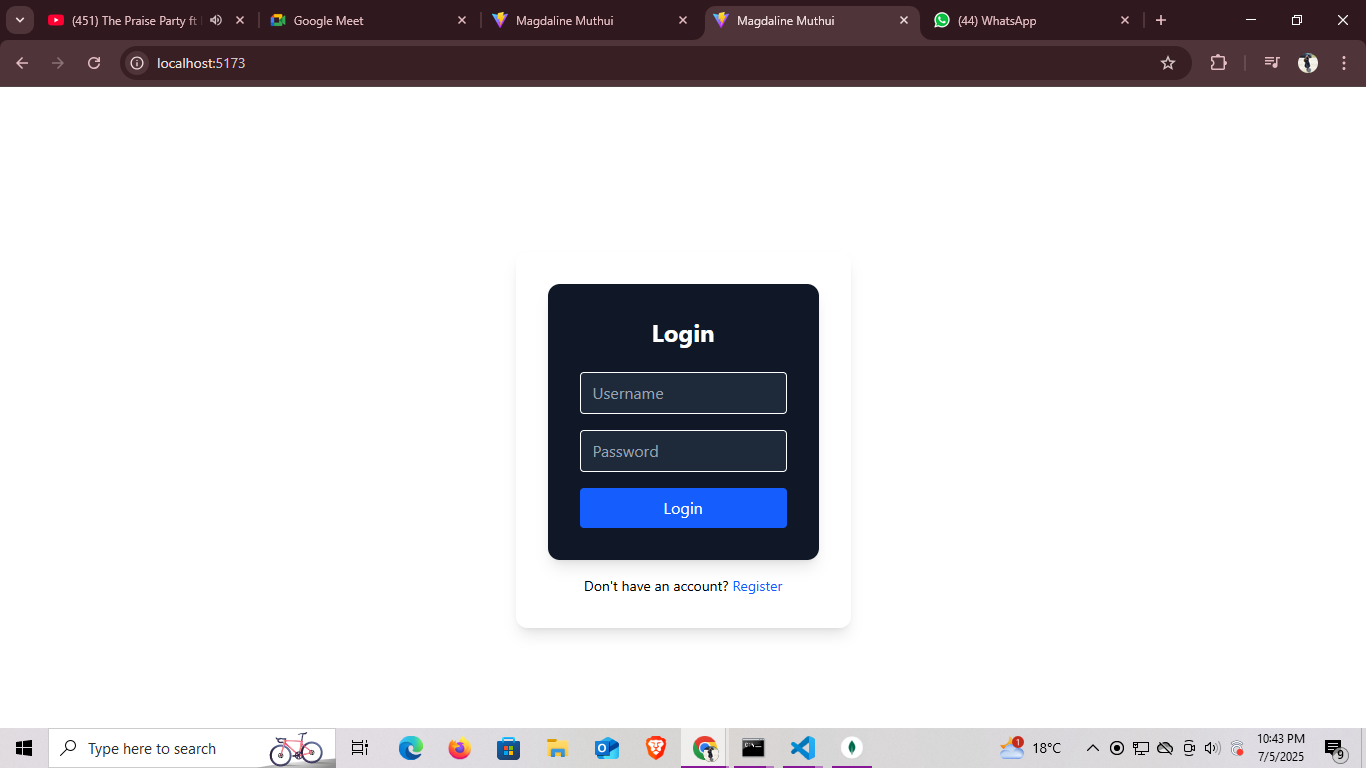 (451) The Praise Party ft
Google Meet
Magdaline Muthui
Magdaline Muthui
(44) WhatsApp
localhost:5173
Login
Username
Password
Login
Don't have an account? Register
Type here to search
1
18°C
10:43 PM
7/5/2025
9